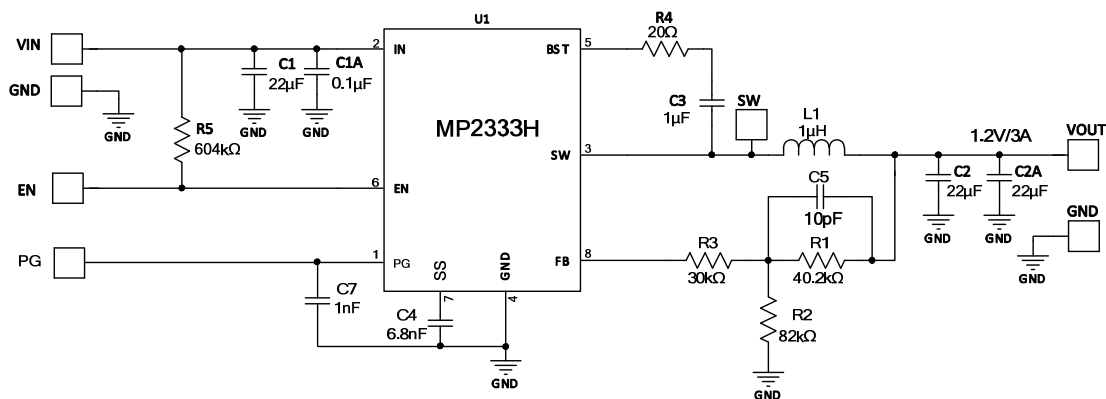 U1
VIN
2
IN
BST
5
R4
20Ω
C1
22µF
C1A
0.1µF
GND
GND
GND
GND
C3
1µF
SW
R5
604kΩ
MP2333H
L1
1µH
1.2V/3A
VOUT
SW
3
EN
6
EN
C5
10pF
C2
22µF
C2A
22µF
GND
GND
GND
GND
PG
1
PG
SS
GND
FB
8
R3
30kΩ
R1
40.2kΩ
C7
1nF
7
4
C4
6.8nF
R2
82kΩ
GND
GND